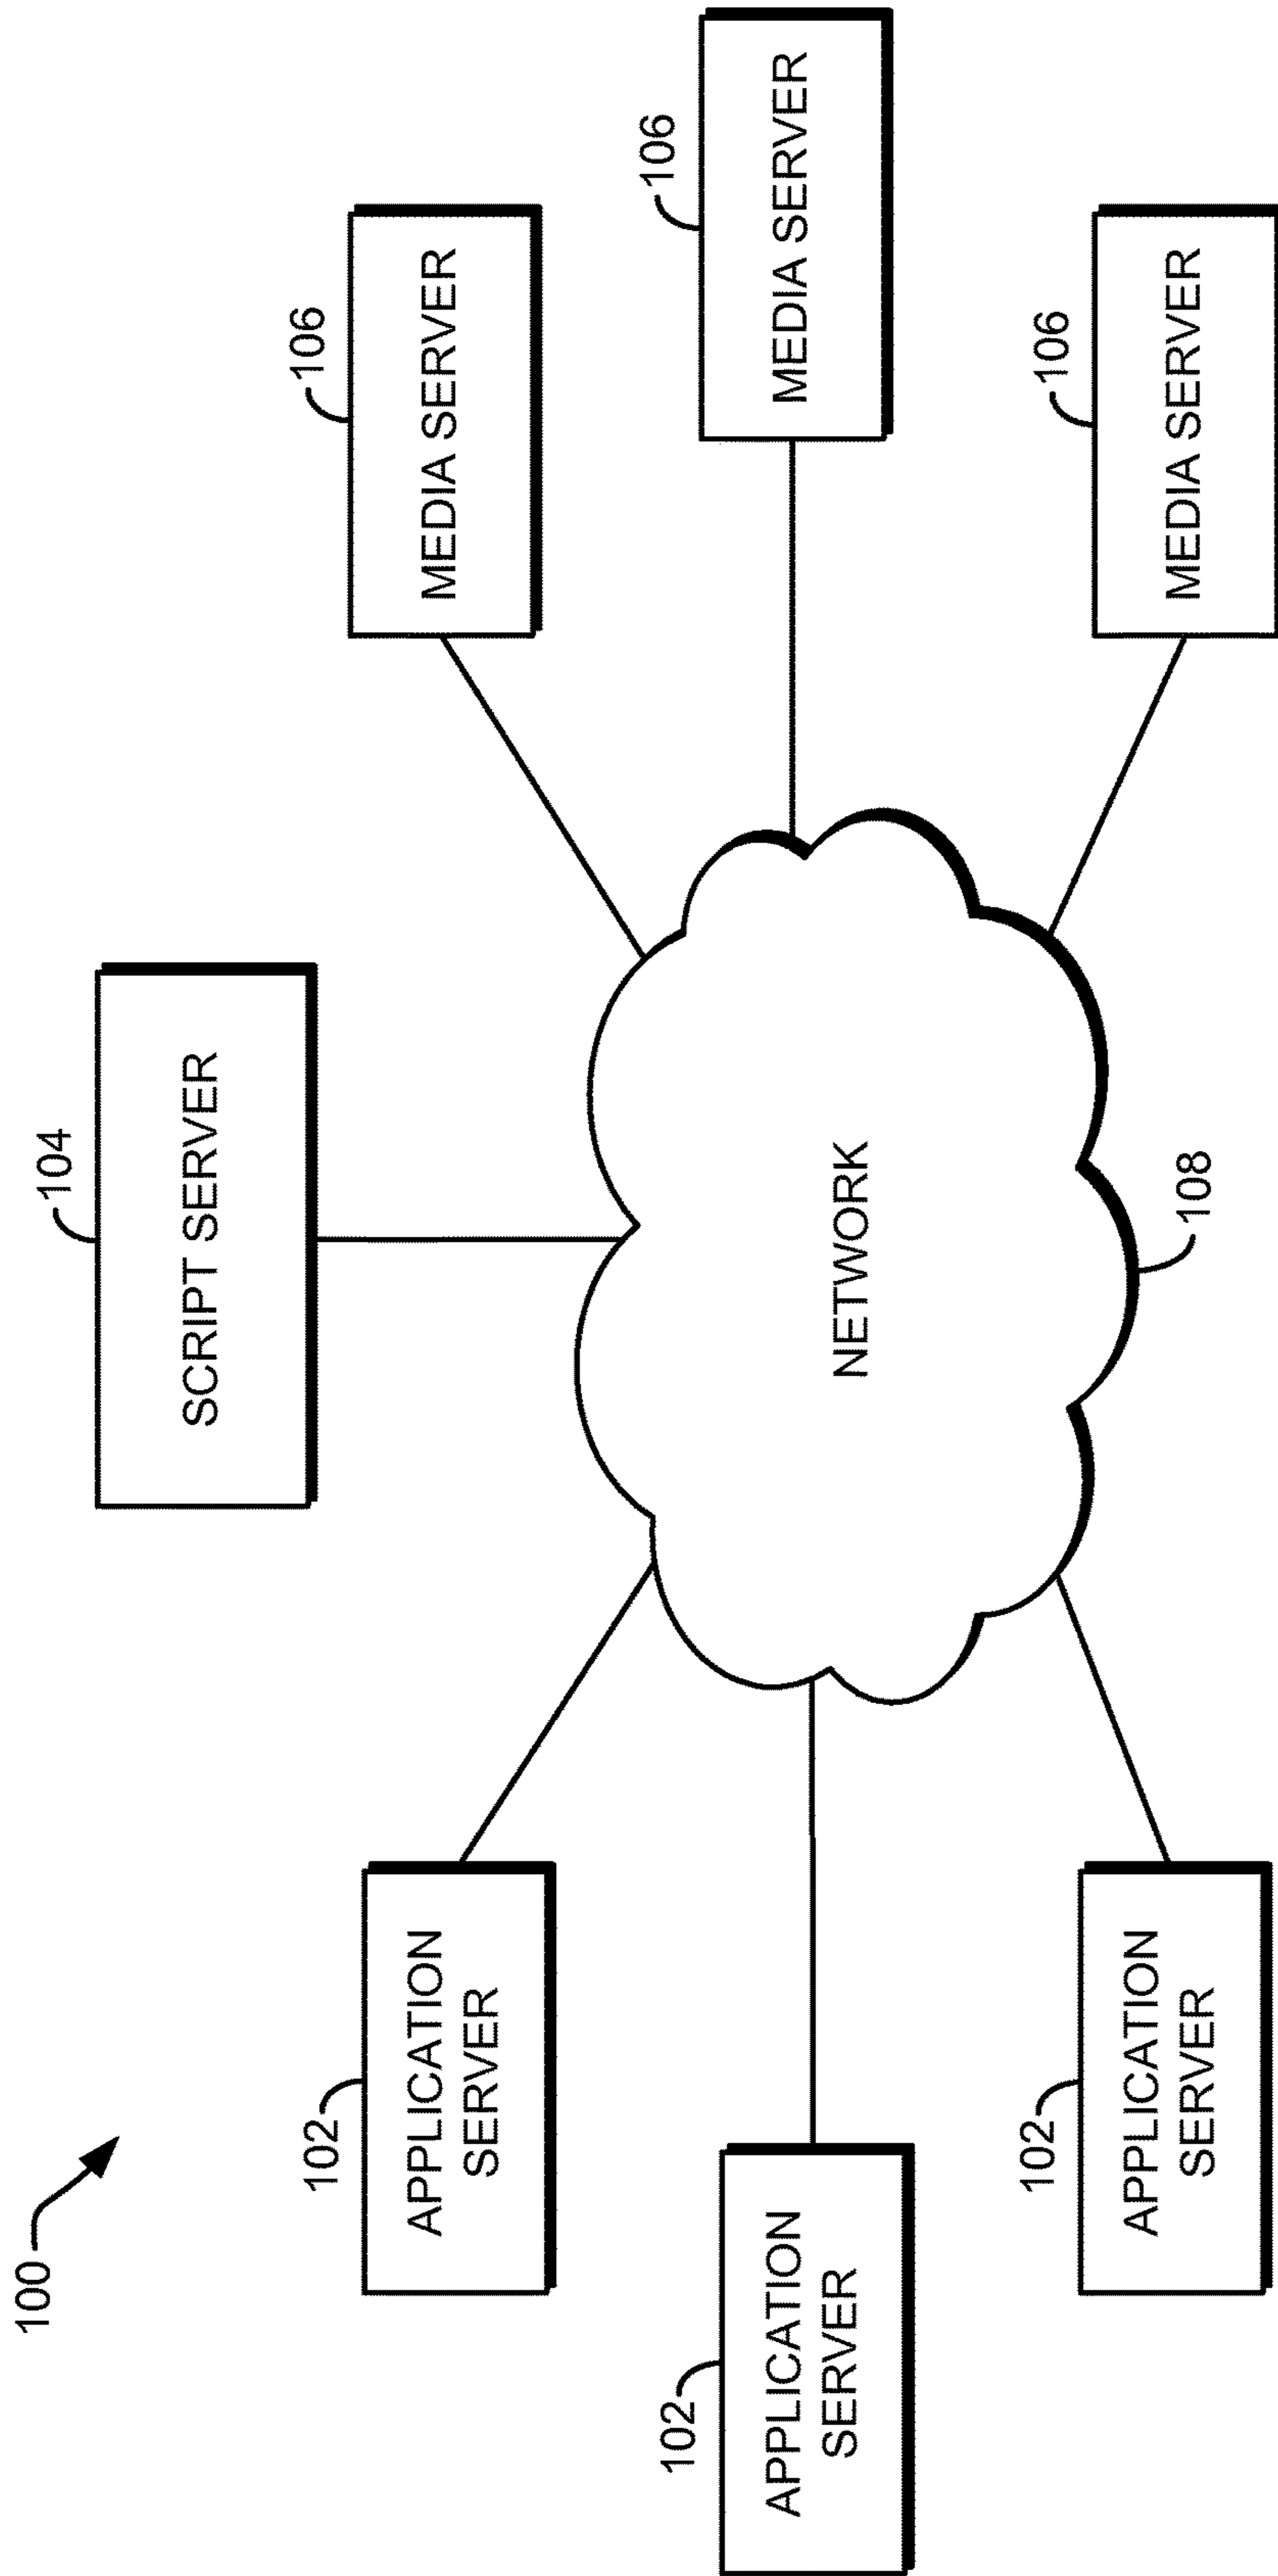 100
104
SCRIPT SERVER
102
APPLICATION
SERVER
106
MEDIA SERVER
102
APPLICATION
SERVER
NETWORK
106
MEDIA SERVER
102
APPLICATION
SERVER
108
106
MEDIA SERVER